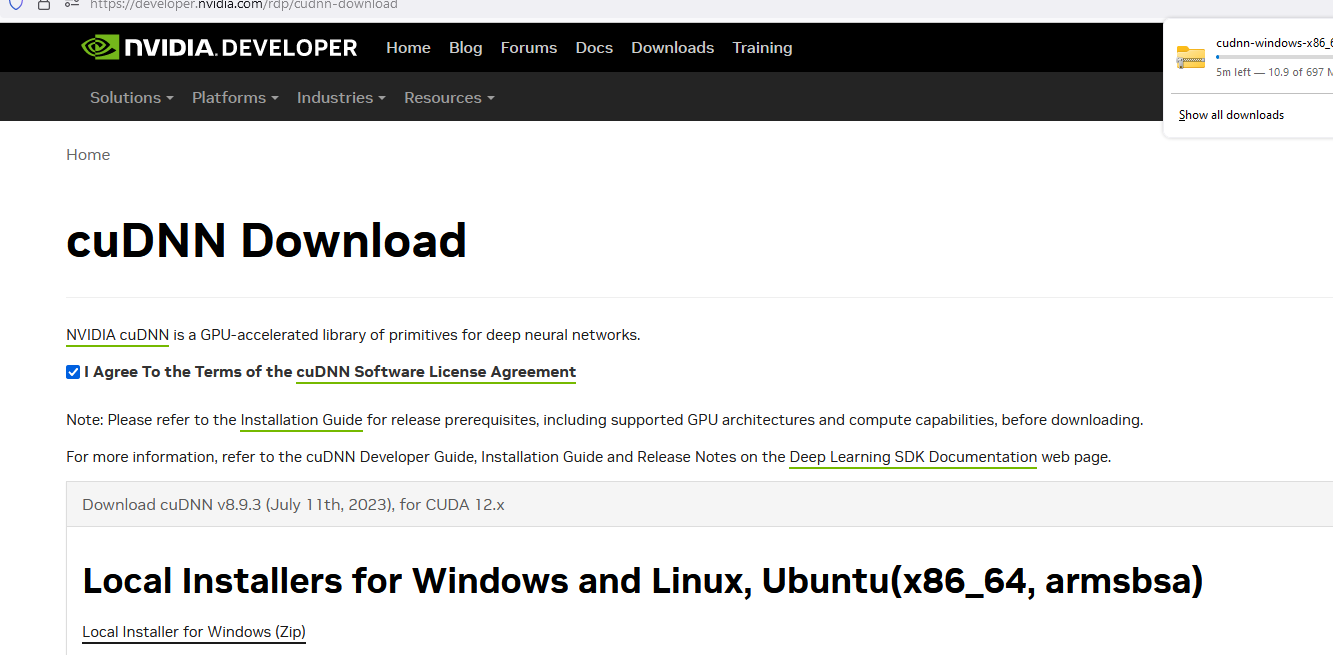 https://developer.nvidia.com/rdp/cudnn-download
NVIDIA.DEVELOPER Home Blog Forums Docs Downloads Training
cudnn-windows-x86_6
5m left — 10.9 of 697 M
Show all downloads
Solutions Platforms Industries Resources
Home
cuDNN Download
NVIDIA cuDNN is a GPU-accelerated library of primitives for deep neural networks.
I Agree To the Terms of the cuDNN Software License Agreement
Note: Please refer to the Installation Guide for release prerequisites, including supported GPU architectures and compute capabilities, before downloading.
For more information, refer to the cuDNN Developer Guide, Installation Guide and Release Notes on the Deep Learning SDK Documentation web page.
Download cuDNN v8.9.3 (July 11th, 2023), for CUDA 12.x
Local Installers for Windows and Linux, Ubuntu(x86_64, armsbsa)
Local Installer for Windows (Zip)